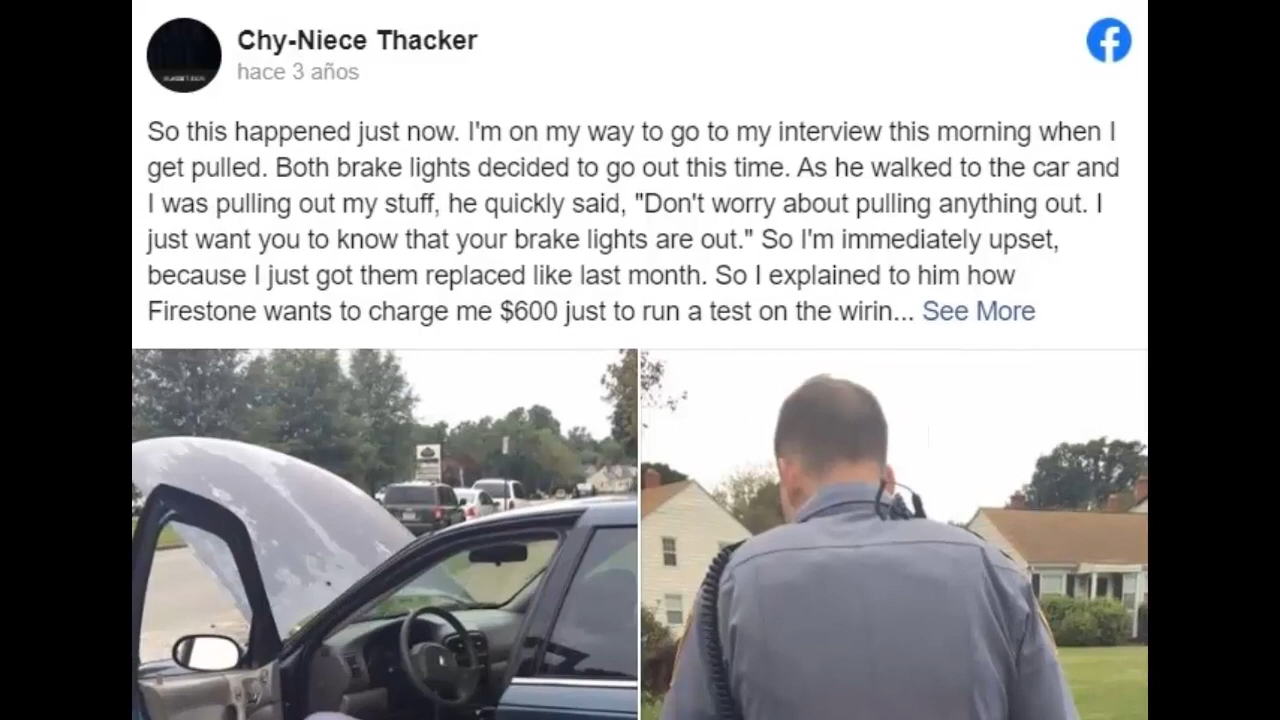 Chy-Niece Thacker
hace 3 años
So this happened just now. I'm on my way to go to my interview this morning when I
get pulled. Both brake lights decided to go out this time. As he walked to the car and
I was pulling out my stuff, he quickly said, "Don't worry about pulling anything out. I
just want you to know that your brake lights are out." So I'm immediately upset,
because I just got them replaced like last month. So I explained to him how
Firestone wants to charge me $600 just to run a test on the wirin... See More